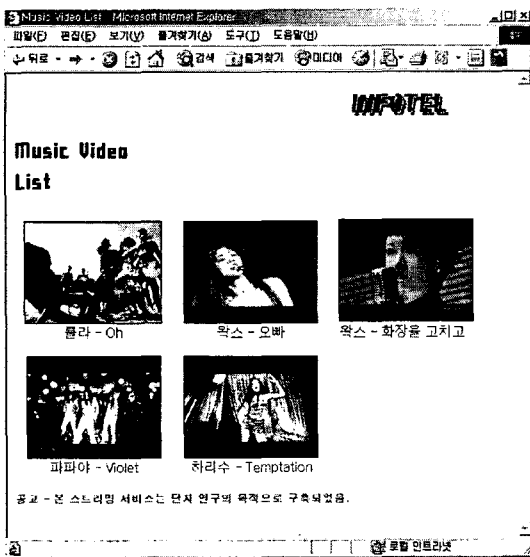 Music Video List - Microsoft Internet Explorer
파일(F) 편집(E) 보기(V) 즐겨찾기(A) 도구(T) 도움말(H)
뒤로 검색 즐겨찾기 미디어
INFOTEL
Music Video
List
룰라 - Oh
왁스 - 오빠
왁스 - 화장을 고치고
파파야 - Violet
하리수 - Temptation
공고 - 본 스트리밍 서비스는 단지 연구의 목적으로 구축되었음.
로컬 인트라넷